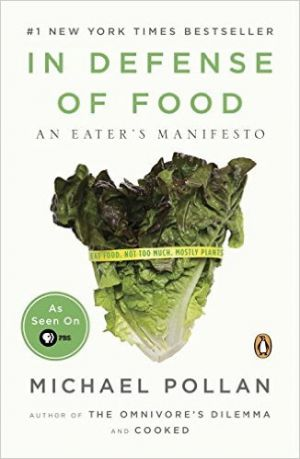 #1 NEW YORK TIMES BESTSELLER
IN DEFENSE
OF FOOD
AN EATER'S MANIFESTO
EAT FOOD. NOT TOO MUCH. MOSTLY PLANTS.
As
Seen On
PBS
MICHAEL POLLAN
AUTHOR OF THE OMNIVORE'S DILEMMA
AND COOKED